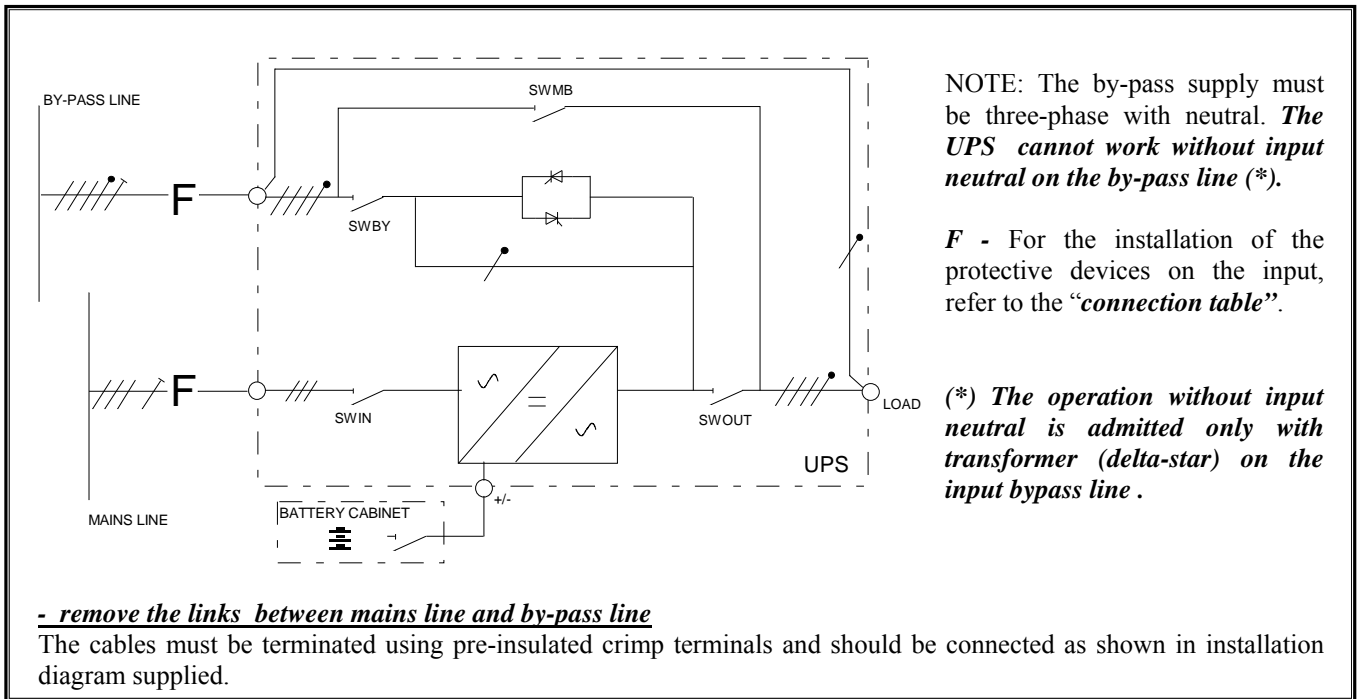 BY-PASS LINE
SWMB
F
SWBY
F
SWIN
=
SWOUT
LOAD
UPS
+/-
BATTERY CABINET
MAINS LINE
NOTE: The by-pass supply must
be three-phase with neutral. The
UPS cannot work without input
neutral on the by-pass line (*).
F - For the installation of the
protective devices on the input,
refer to the “connection table”.
(*) The operation without input
neutral is admitted only with
transformer (delta-star) on the
input bypass line .
- remove the links between mains line and by-pass line
The cables must be terminated using pre-insulated crimp terminals and should be connected as shown in installation
diagram supplied.